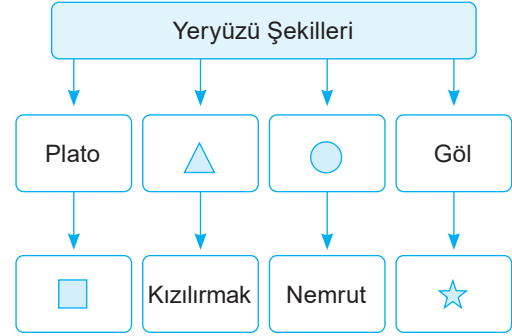 Yeryüzü Şekilleri
Plato
Göl
Kızılırmak
Nemrut